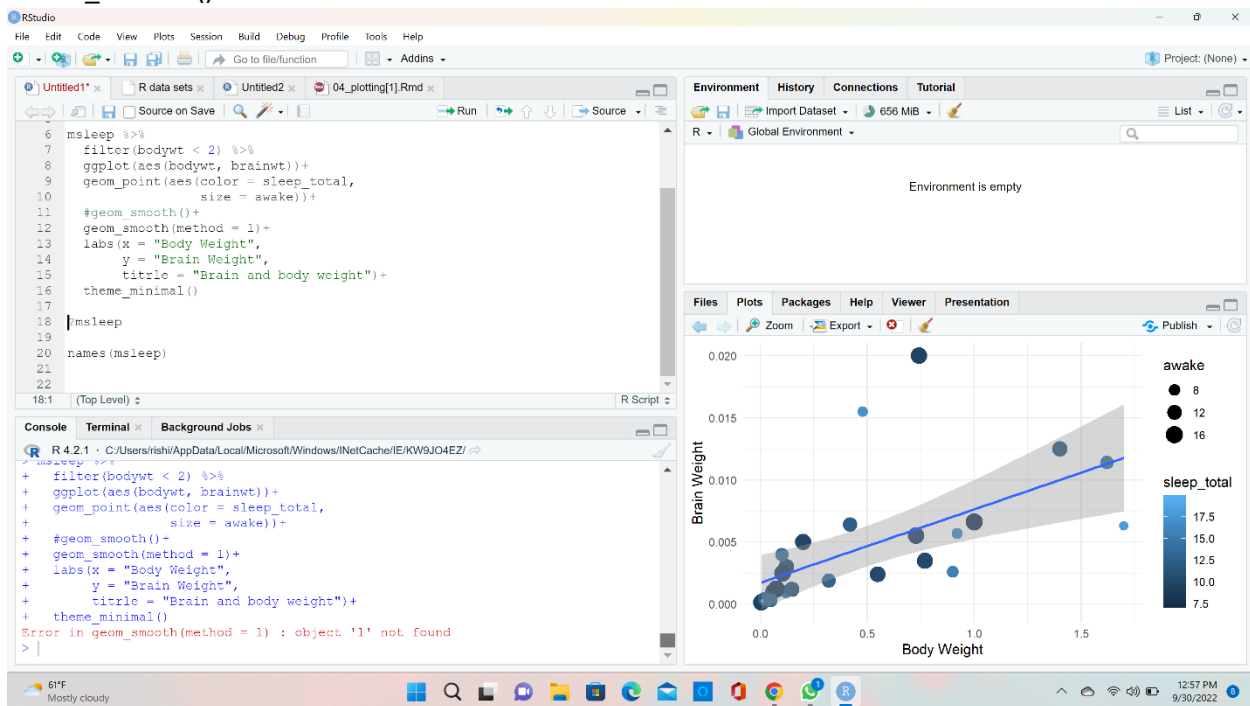 RStudio
File Edit Code View Plots Session Build Debug Profile Tools Help
Go to file/function Addins Project: (None)
Untitled1* R data sets Untitled2 04_plotting[1].Rmd
Source on Save Run Source
6 msleep %>%
7 filter(bodywt < 2) %>%
8 ggplot(aes(bodywt, brainwt))+
9 geom_point(aes(color = sleep_total,
10 size = awake))+
11 #geom_smooth()+
12 geom_smooth(method = l)+
13 labs(x = "Body Weight",
14 y = "Brain Weight",
15 titrle = "Brain and body weight")+
16 theme_minimal()
17
18 ?msleep
19
20 names(msleep)
21
22
18:1 (Top Level) R Script
Console Terminal Background Jobs
R 4.2.1 · C:/Users/rishi/AppData/Local/Microsoft/Windows/INetCache/IE/KW9JO4EZ/
> msleep %>%
+ filter(bodywt < 2) %>%
+ ggplot(aes(bodywt, brainwt))+
+ geom_point(aes(color = sleep_total,
+ size = awake))+
+ #geom_smooth()+
+ geom_smooth(method = l)+
+ labs(x = "Body Weight",
+ y = "Brain Weight",
+ titrle = "Brain and body weight")+
+ theme_minimal()
Error in geom_smooth(method = l) : object 'l' not found
>
Environment History Connections Tutorial
Import Dataset 656 MiB List
R Global Environment
Environment is empty
Files Plots Packages Help Viewer Presentation
Zoom Export Publish
0.020
0.015
0.010
0.005
0.000
Brain Weight
0.0 0.5 1.0 1.5
Body Weight
awake
8
12
16
sleep_total
17.5
15.0
12.5
10.0
7.5
61°F
Mostly cloudy
12:57 PM
9/30/2022